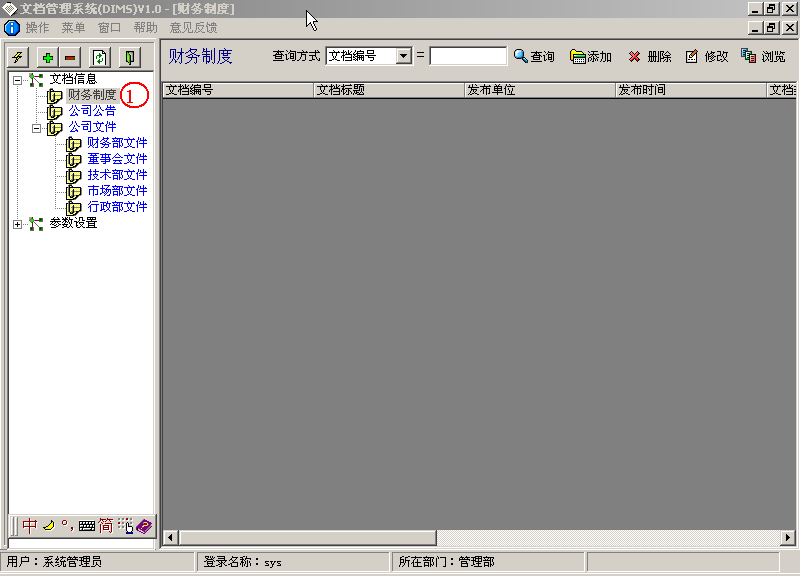 文档管理系统(DIMS)V1.0 - [财务制度]
操作 菜单 窗口 帮助 意见反馈
财务制度 查询方式 文档编号 = 查询 添加 删除 修改 浏览
文档编号 文档标题 发布单位 发布时间
文档信息
财务制度 1
公司公告
公司文件
财务部文件
董事会文件
技术部文件
市场部文件
行政部文件
参数设置
中 简
用户：系统管理员 登录名称：sys 所在部门：管理部